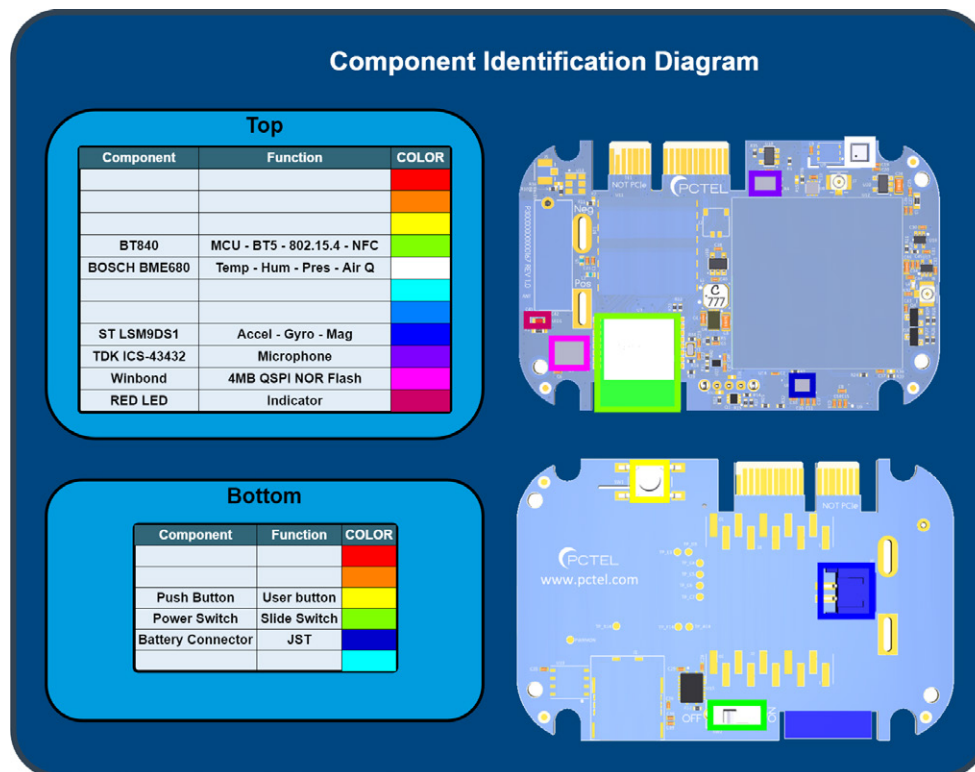 Component Identification Diagram
Top
Component Function COLOR
BT840 MCU - BT5 - 802.15.4 - NFC
BOSCH BME680 Temp - Hum - Pres - Air Q
ST LSM9DS1 Accel - Gyro - Mag
TDK ICS-43432 Microphone
Winbond 4MB QSPI NOR Flash
RED LED Indicator
NOT PCIe
PCTEL
Neg
Pos
C
777
Bottom
Component Function COLOR
Push Button User button
Power Switch Slide Switch
Battery Connector JST
NOT PCIe
PCTEL
www.pctel.com
OFF
ON